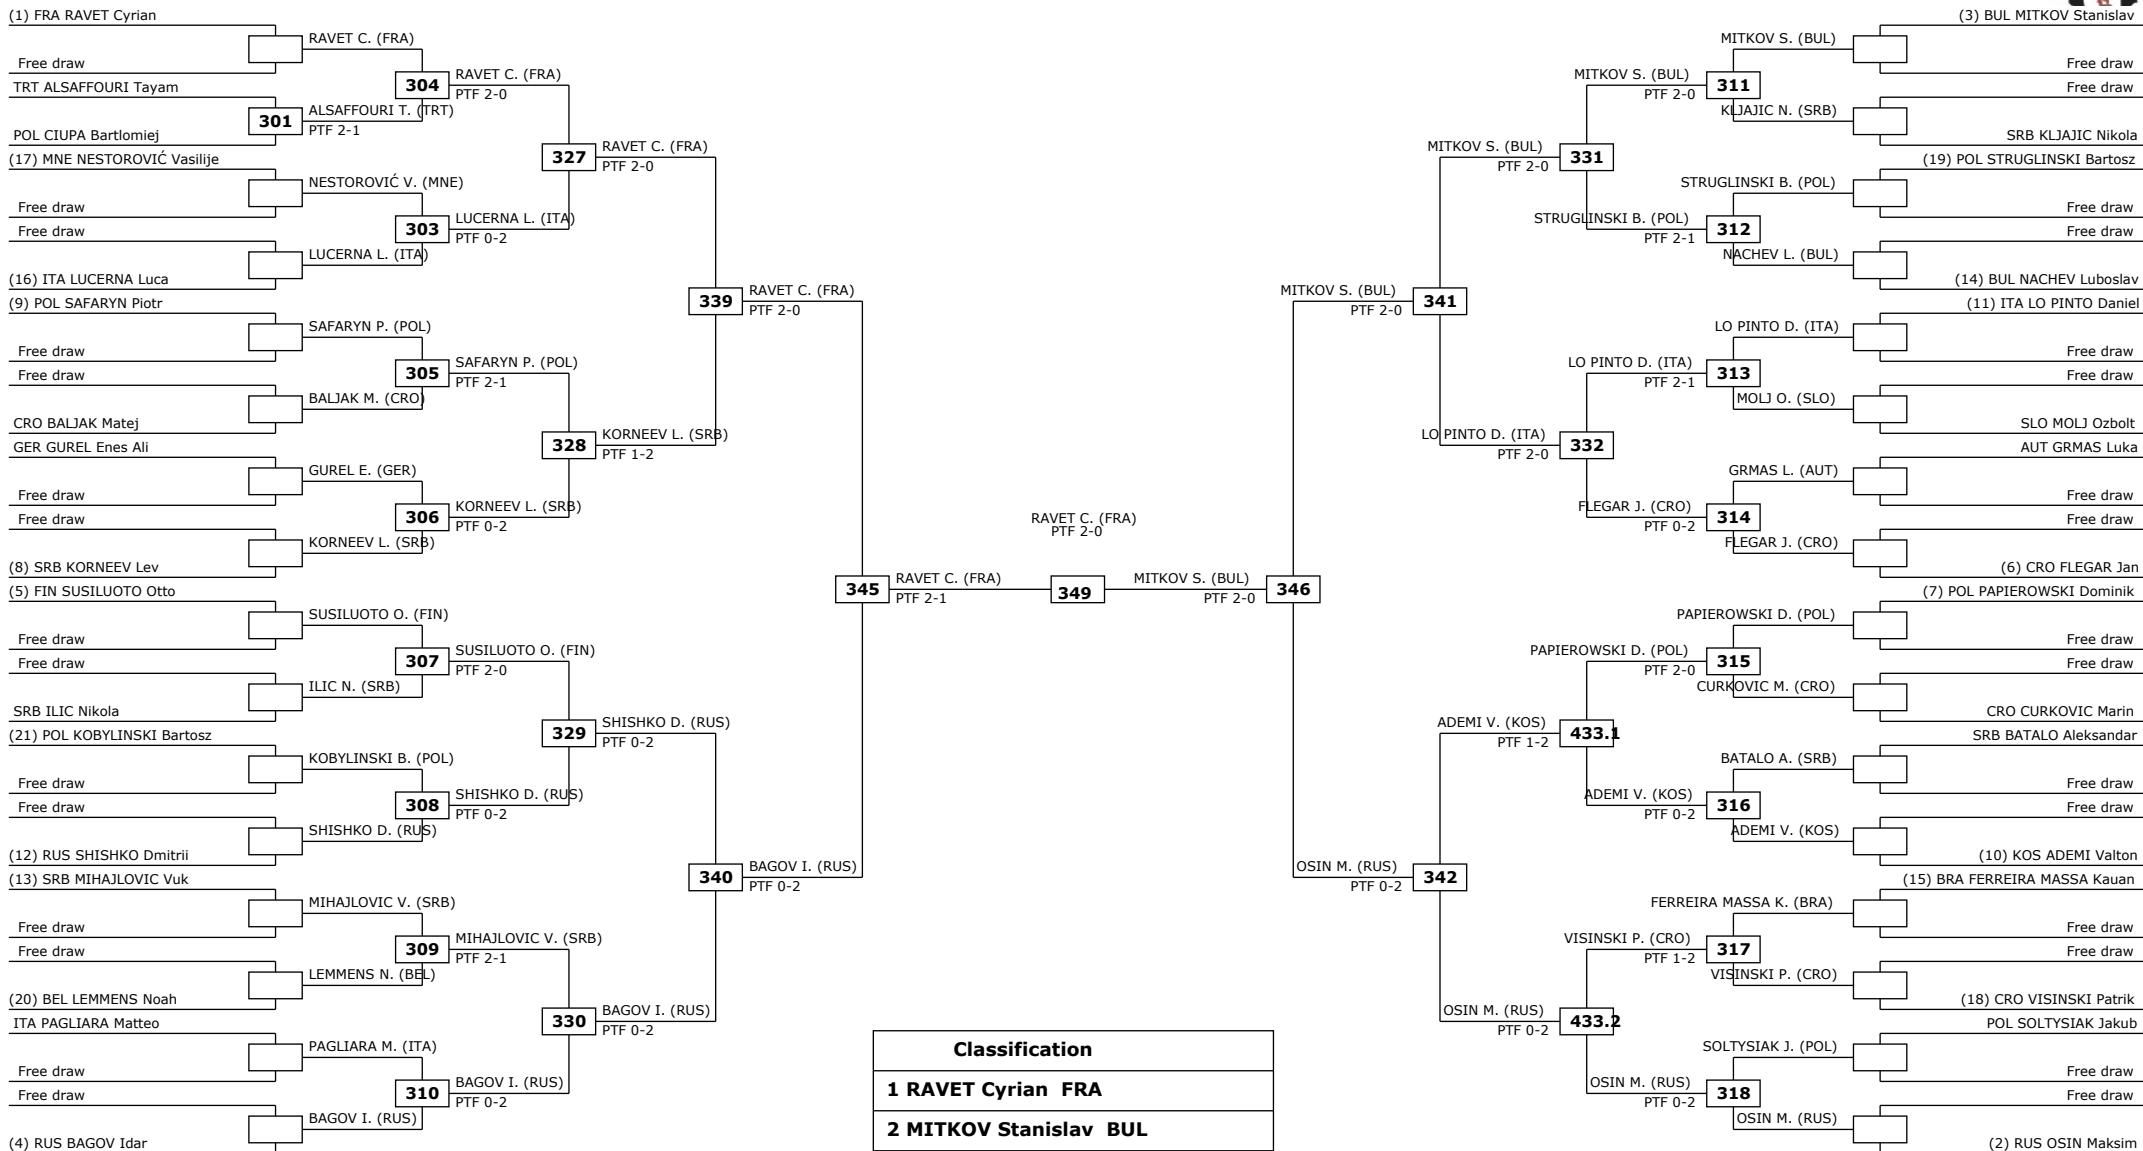 (1) FRA RAVET Cyrian
Free draw
TRT ALSAFFOURI Tayam
POL CIUPA Bartlomiej
(17) MNE NESTOROVIĆ Vasilije
Free draw
Free draw
(16) ITA LUCERNA Luca
(9) POL SAFARYN Piotr
Free draw
Free draw
CRO BALJAK Matej
GER GUREL Enes Ali
Free draw
Free draw
(8) SRB KORNEEV Lev
(5) FIN SUSILUOTO Otto
Free draw
Free draw
SRB ILIC Nikola
(21) POL KOBYLINSKI Bartosz
Free draw
Free draw
(12) RUS SHISHKO Dmitrii
(13) SRB MIHAJLOVIC Vuk
Free draw
Free draw
(20) BEL LEMMENS Noah
ITA PAGLIARA Matteo
Free draw
Free draw
(4) RUS BAGOV Idar
RAVET C. (FRA)
301
ALSAFFOURI T. (TRT)
PTF 2-1
NESTOROVIĆ V. (MNE)
LUCERNA L. (ITA)
SAFARYN P. (POL)
BALJAK M. (CRO)
GUREL E. (GER)
KORNEEV L. (SRB)
SUSILUOTO O. (FIN)
ILIC N. (SRB)
KOBYLINSKI B. (POL)
SHISHKO D. (RUS)
MIHAJLOVIC V. (SRB)
LEMMENS N. (BEL)
PAGLIARA M. (ITA)
BAGOV I. (RUS)
304
RAVET C. (FRA)
PTF 2-0
303
LUCERNA L. (ITA)
PTF 0-2
305
SAFARYN P. (POL)
PTF 2-1
306
KORNEEV L. (SRB)
PTF 0-2
307
SUSILUOTO O. (FIN)
PTF 2-0
308
SHISHKO D. (RUS)
PTF 0-2
309
MIHAJLOVIC V. (SRB)
PTF 2-1
310
BAGOV I. (RUS)
PTF 0-2
327
RAVET C. (FRA)
PTF 2-0
328
KORNEEV L. (SRB)
PTF 1-2
329
SHISHKO D. (RUS)
PTF 0-2
330
BAGOV I. (RUS)
PTF 0-2
339
RAVET C. (FRA)
PTF 2-0
340
BAGOV I. (RUS)
PTF 0-2
345
RAVET C. (FRA)
PTF 2-1
RAVET C. (FRA)
PTF 2-0
349
MITKOV S. (BUL)
PTF 2-0
346
MITKOV S. (BUL)
PTF 2-0
341
OSIN M. (RUS)
PTF 0-2
342
MITKOV S. (BUL)
PTF 2-0
331
LO PINTO D. (ITA)
PTF 2-0
332
ADEMI V. (KOS)
PTF 1-2
433.1
OSIN M. (RUS)
PTF 0-2
433.2
MITKOV S. (BUL)
PTF 2-0
311
STRUGLINSKI B. (POL)
PTF 2-1
312
LO PINTO D. (ITA)
PTF 2-1
313
FLEGAR J. (CRO)
PTF 0-2
314
PAPIEROWSKI D. (POL)
PTF 2-0
315
ADEMI V. (KOS)
PTF 0-2
316
VISINSKI P. (CRO)
PTF 1-2
317
OSIN M. (RUS)
PTF 0-2
318
MITKOV S. (BUL)
KLJAJIC N. (SRB)
STRUGLINSKI B. (POL)
NACHEV L. (BUL)
LO PINTO D. (ITA)
MOLJ O. (SLO)
GRMAS L. (AUT)
FLEGAR J. (CRO)
PAPIEROWSKI D. (POL)
CURKOVIC M. (CRO)
BATALO A. (SRB)
ADEMI V. (KOS)
FERREIRA MASSA K. (BRA)
VISINSKI P. (CRO)
SOLTYSIAK J. (POL)
OSIN M. (RUS)
(3) BUL MITKOV Stanislav
Free draw
Free draw
SRB KLJAJIC Nikola
(19) POL STRUGLINSKI Bartosz
Free draw
Free draw
(14) BUL NACHEV Luboslav
(11) ITA LO PINTO Daniel
Free draw
Free draw
SLO MOLJ Ozbolt
AUT GRMAS Luka
Free draw
Free draw
(6) CRO FLEGAR Jan
(7) POL PAPIEROWSKI Dominik
Free draw
Free draw
CRO CURKOVIC Marin
SRB BATALO Aleksandar
Free draw
Free draw
(10) KOS ADEMI Valton
(15) BRA FERREIRA MASSA Kauan
Free draw
Free draw
(18) CRO VISINSKI Patrik
POL SOLTYSIAK Jakub
Free draw
Free draw
(2) RUS OSIN Maksim
Classification
1 RAVET Cyrian FRA
2 MITKOV Stanislav BUL